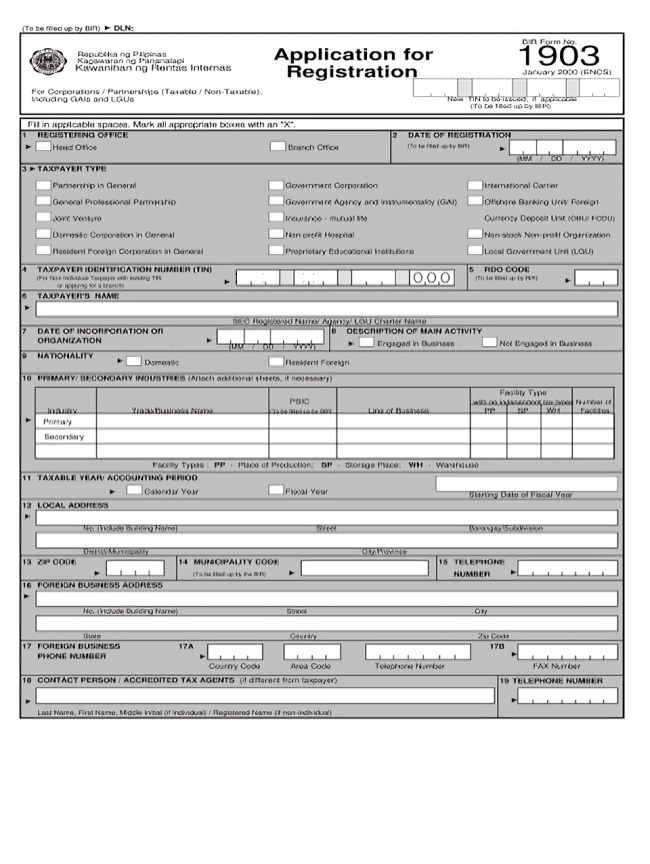 (To be filled up by BIR) ► DLN:
Republika ng Pilipinas
Kagawaran ng Pananalapi
Kawanihan ng Rentas Internas
Application for
Registration
BIR Form No.
1903
January 2000 (ENCS)
For Corporations / Partnerships (Taxable / Non-Taxable),
Including GAIs and LGUs
New TIN to be issued, if applicable
(To be filled up by BIR)
Fill in applicable spaces. Mark all appropriate boxes with an "X".
1 REGISTERING OFFICE
► Head Office Branch Office
2 DATE OF REGISTRATION
(To be filled up by BIR) ►
(MM / DD / YYYY)
3 ► TAXPAYER TYPE
Partnership in General Government Corporation International Carrier
General Professional Partnership Government Agency and Instrumentality (GAI) Offshore Banking Unit/ Foreign
Joint Venture Insurance - mutual life Currency Deposit Unit (OBU/ FCDU)
Domestic Corporation in General Non-profit Hospital Non-stock Non-profit Organization
Resident Foreign Corporation in General Proprietary Educational Institutions Local Government Unit (LGU)
4 TAXPAYER IDENTIFICATION NUMBER (TIN)
(For Non Individual Taxpayer with existing TIN
or applying for a branch) ► 0,0,0
5 RDO CODE
►
6 TAXPAYER'S NAME
►
SEC Registered Name/ Agency/ LGU Charter Name
7 DATE OF INCORPORATION OR
ORGANIZATION ►
(MM / DD / YYYY)
8 DESCRIPTION OF MAIN ACTIVITY
► Engaged in Business Not Engaged in Business
9 NATIONALITY ► Domestic Resident Foreign
10 PRIMARY/ SECONDARY INDUSTRIES (Attach additional sheets, if necessary)
Industry Trade/Business Name PSIC
(To be filled up by BIR) Line of Business
Facility Type
with no independent tax types Number of
PP SP WH Facilities
► Primary
Secondary
Facility Types : PP - Place of Production; SP - Storage Place; WH - Warehouse
11 TAXABLE YEAR/ ACCOUNTING PERIOD
► Calendar Year Fiscal Year
Starting Date of Fiscal Year
12 LOCAL ADDRESS
►
No. (Include Building Name) Street Barangay/Subdivision
District/Municipality City/Province
13 ZIP CODE
►
14 MUNICIPALITY CODE
(To be filled up by the BIR) ►
15 TELEPHONE
NUMBER ►
16 FOREIGN BUSINESS ADDRESS
►
No. (Include Building Name) Street City
State Country Zip Code
17 FOREIGN BUSINESS
PHONE NUMBER
17A
►
Country Code Area Code Telephone Number
17B
►
FAX Number
18 CONTACT PERSON / ACCREDITED TAX AGENTS (if different from taxpayer)
►
Last Name, First Name, Middle Initial (if individual) / Registered Name (if non-individual)
19 TELEPHONE NUMBER
►